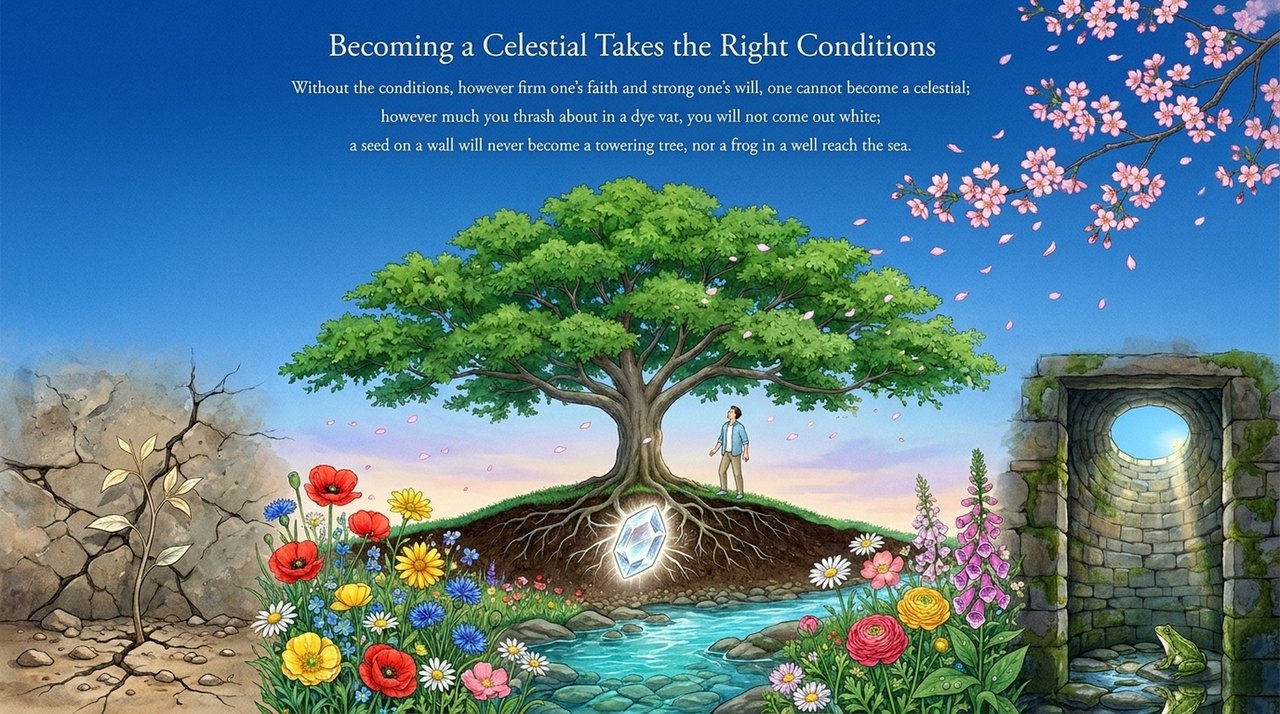 Becoming a Celestial Takes the Right Conditions
Without the conditions, however firm one's faith and strong one's will, one cannot become a celestial;
however much you thrash about in a dye vat, you will not come out white;
a seed on a wall will never become a towering tree, nor a frog in a well reach the sea.